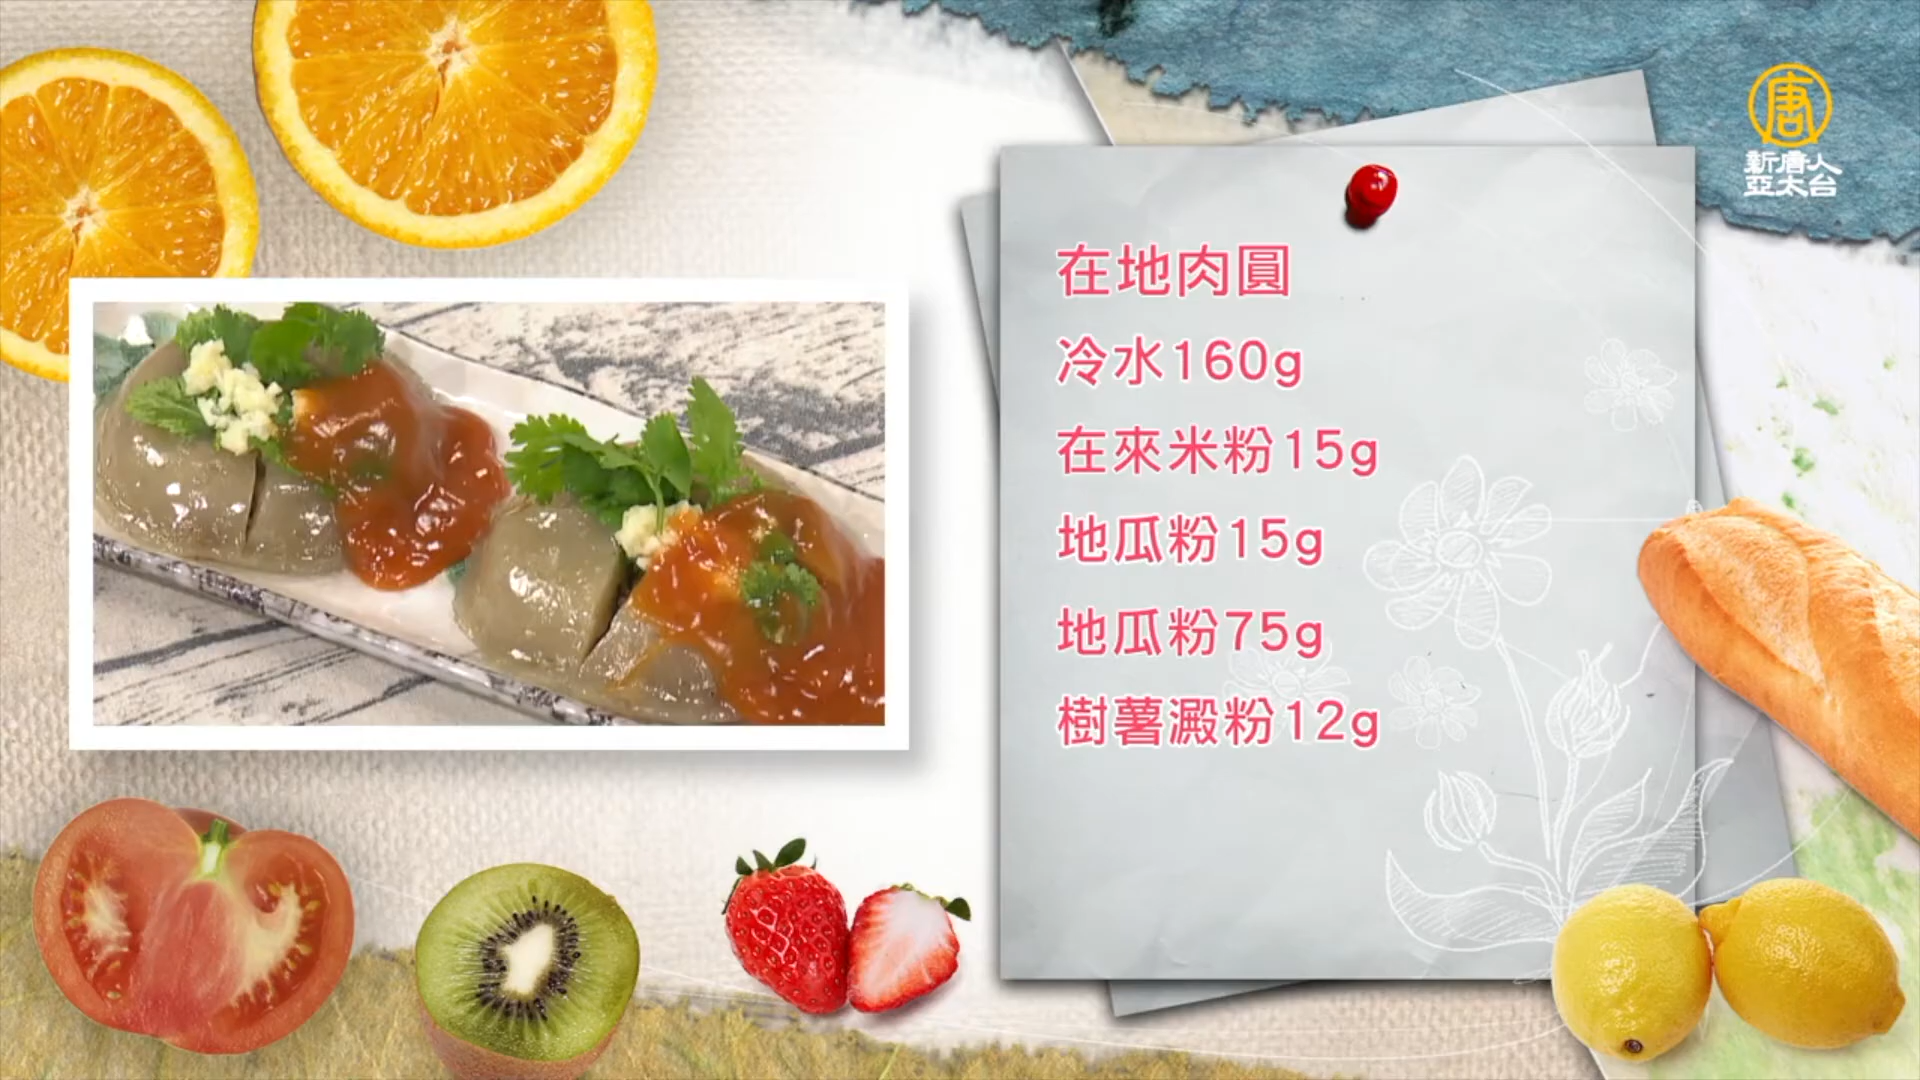 唐
新唐人
亞太台
在地肉圓
冷水160g
在來米粉15g
地瓜粉15g
地瓜粉75g
樹薯澱粉12g